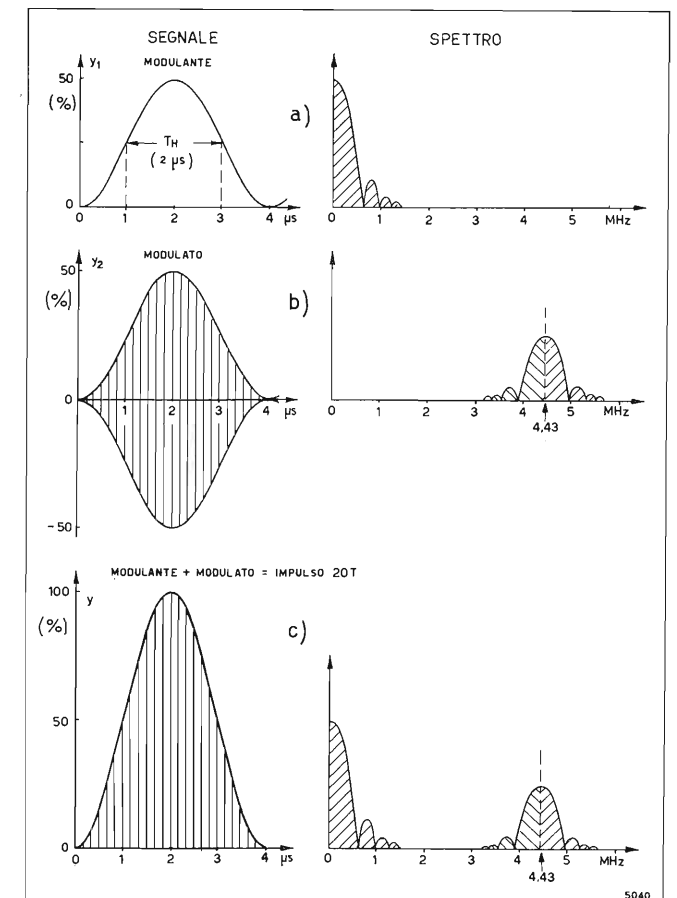 SEGNALE
SPETTRO
y1
MODULANTE
50
(%)
TH
(2 µs)
0
0 1 2 3 4 µs
a)
0 1 2 3 4 5 MHz
y2
MODULATO
50
(%)
0
1 2 3 4 µs
-50
b)
0 1 2 3 4 5 MHz
4,43
MODULANTE + MODULATO = IMPULSO 20T
100
y
(%)
50
0
0 1 2 3 4 µs
c)
0 1 2 3 4 5 MHz
4,43
5040